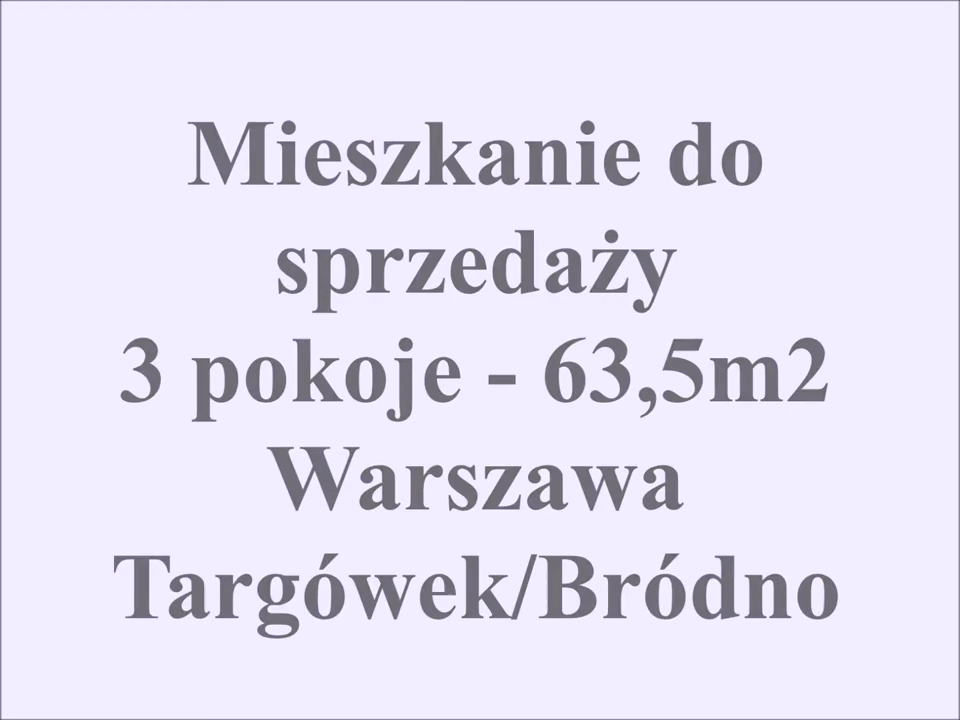 Mieszkanie do
sprzedaży
3 pokoje - 63,5m2
Warszawa
Targówek/Bródno